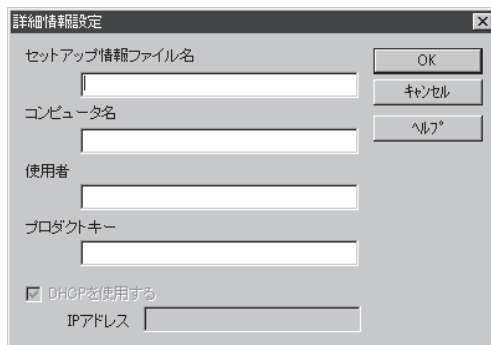 詳細情報設定
セットアップ情報ファイル名
OK
キャンセル
ヘルプ
コンピュータ名
使用者
プロダクトキー
DHCPを使用する
IPアドレス